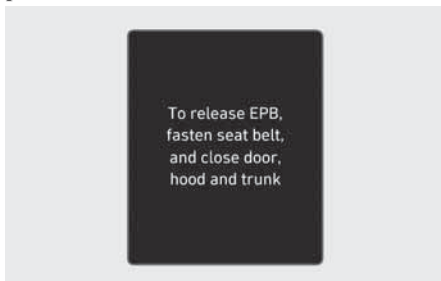 To release EPB,
fasten seat belt,
and close door,
hood and trunk